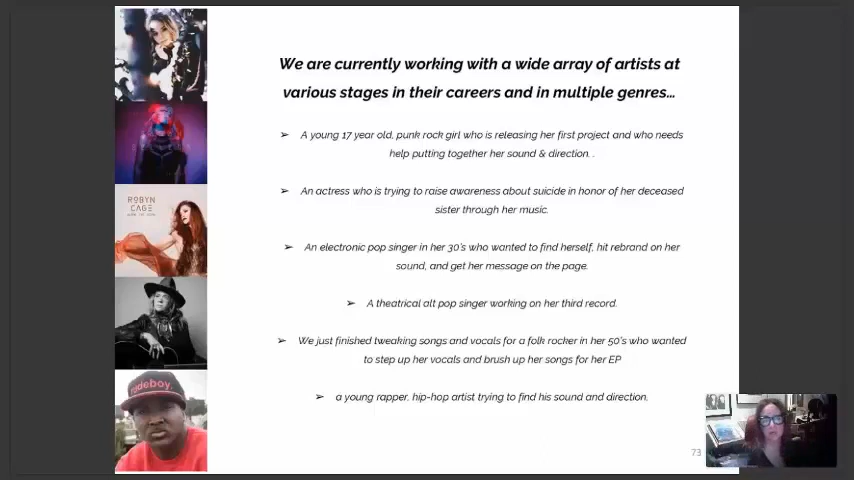 We are currently working with a wide array of artists at
various stages in their careers and in multiple genres...
➢ A young 17 year old, punk rock girl who is releasing her first project and who needs
help putting together her sound & direction. .
➢ An actress who is trying to raise awareness about suicide in honor of her deceased
sister through her music.
➢ An electronic pop singer in her 30's who wanted to find herself, hit rebrand on her
sound, and get her message on the page.
➢ A theatrical alt pop singer working on her third record.
➢ We just finished tweaking songs and vocals for a folk rocker in her 50's who wanted
to step up her vocals and brush up her songs for her EP
➢ a young rapper, hip-hop artist trying to find his sound and direction.
ROBYN
CAGE
rudeboy.
73